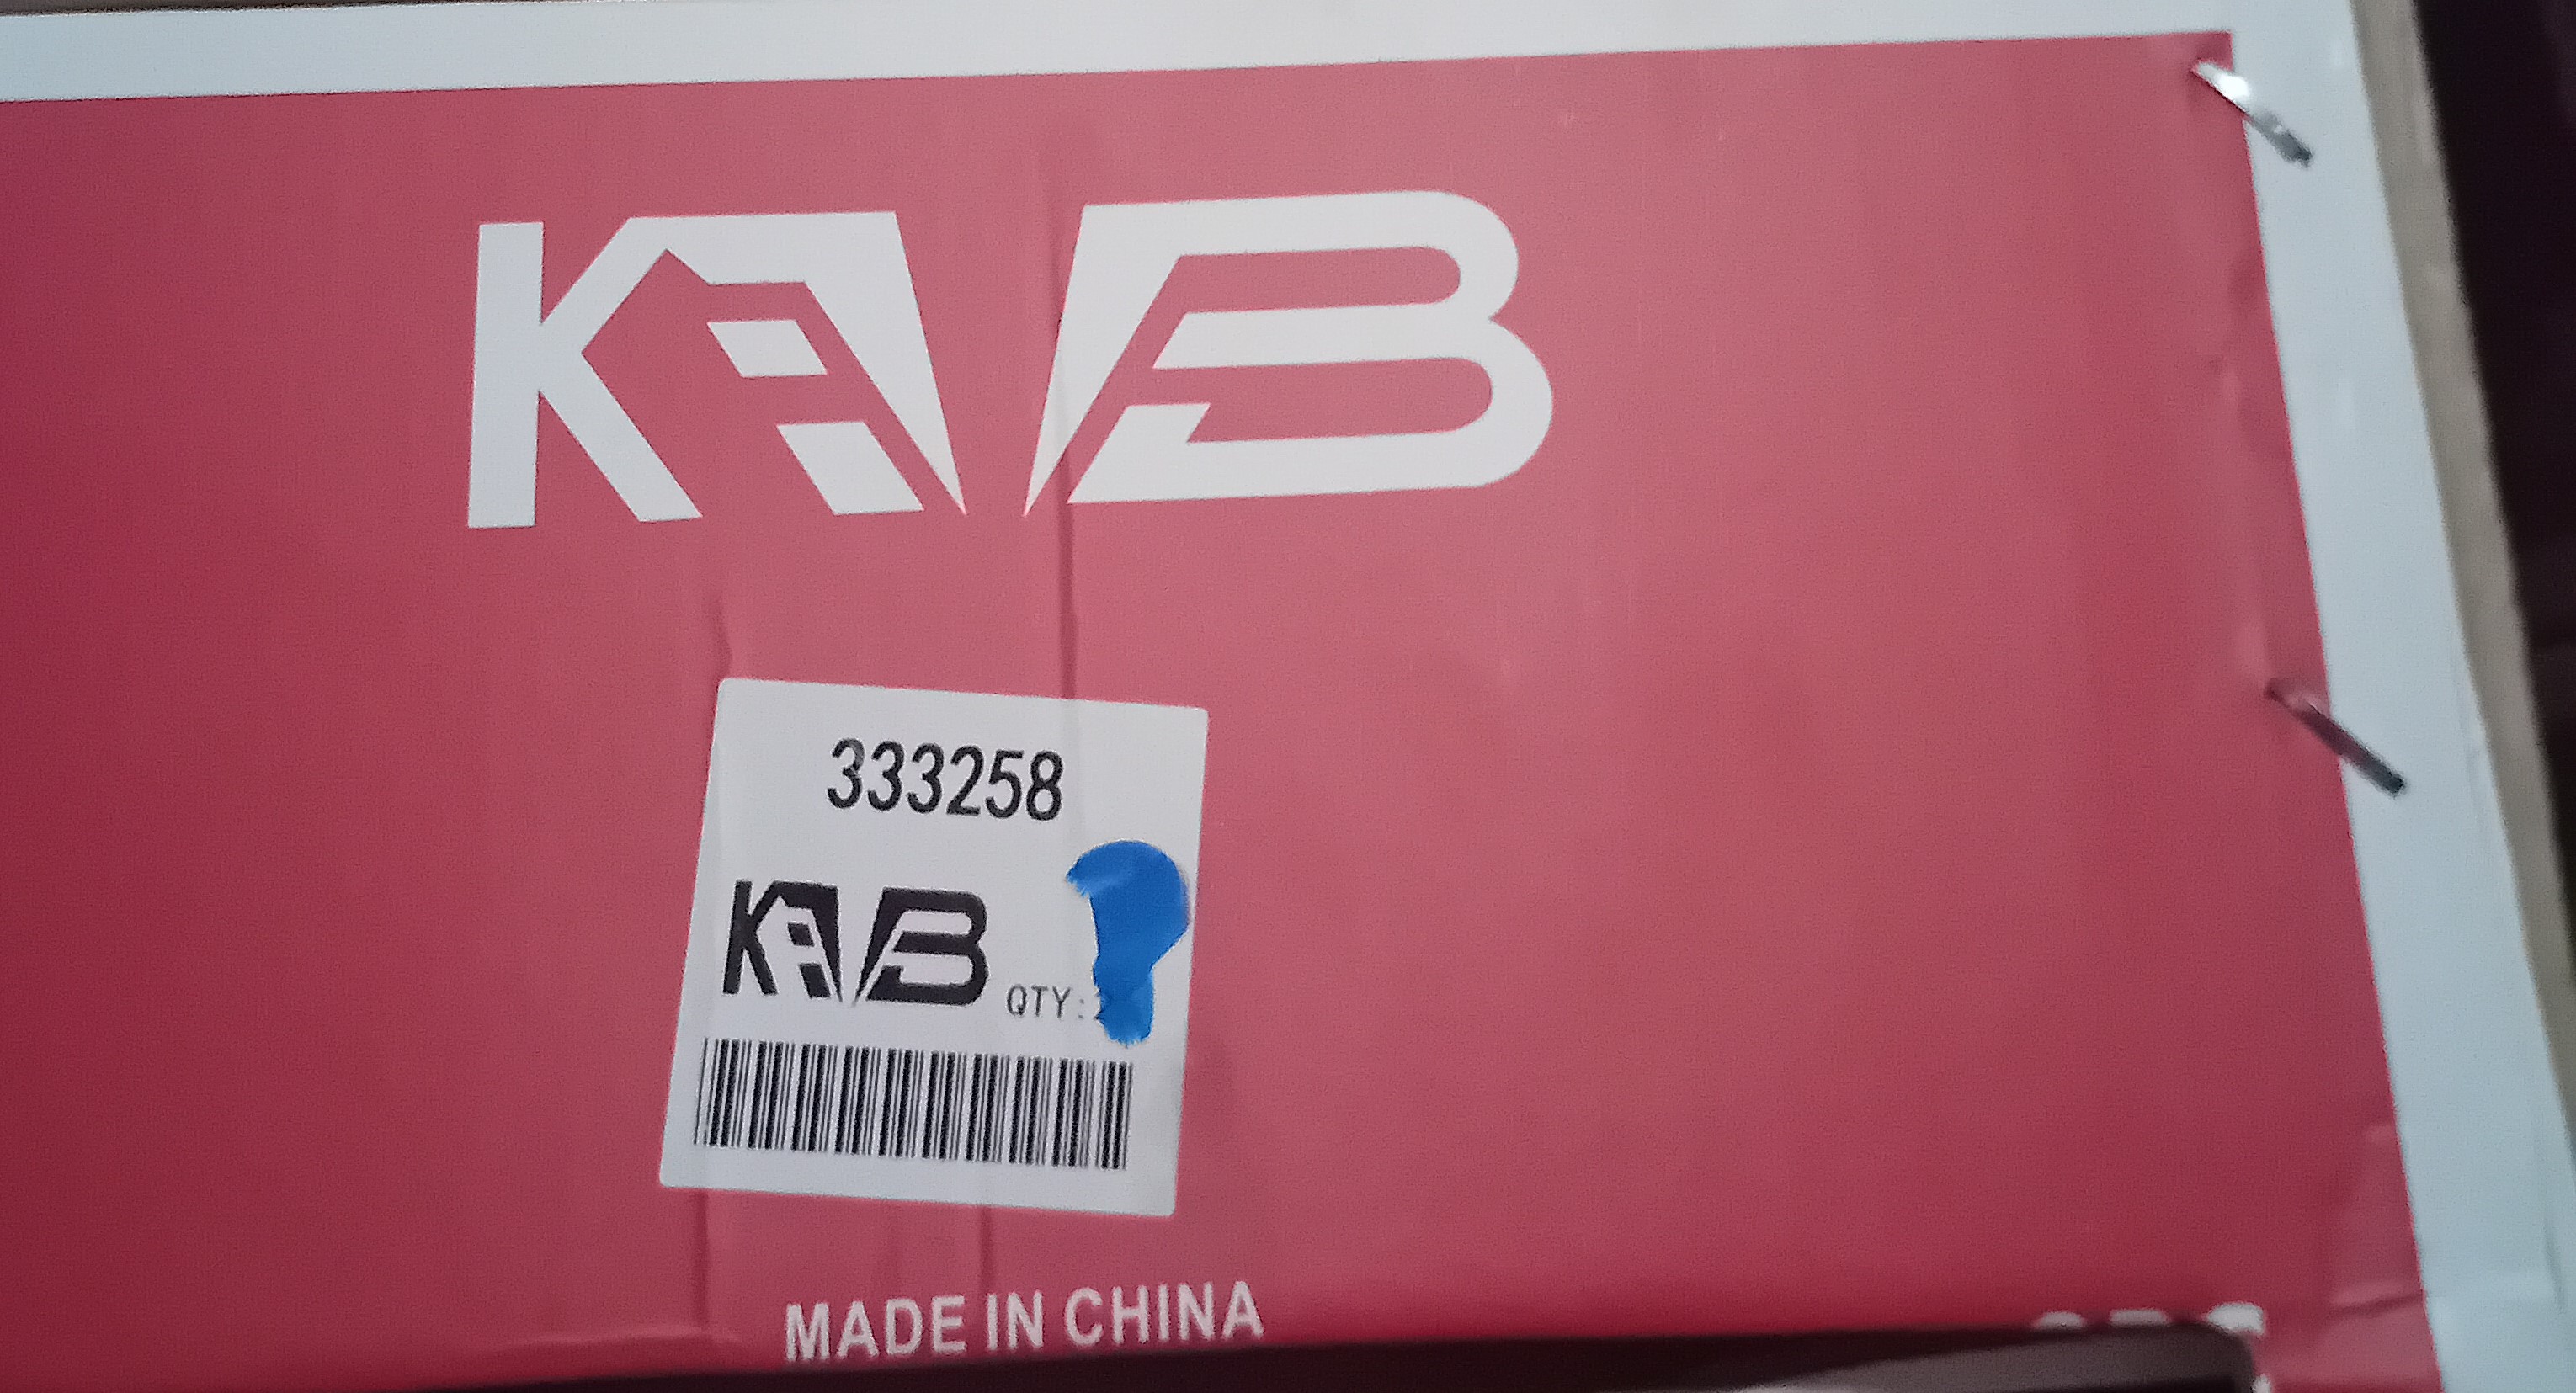 KAB
333258
KAB QTY:
MADE IN CHINA